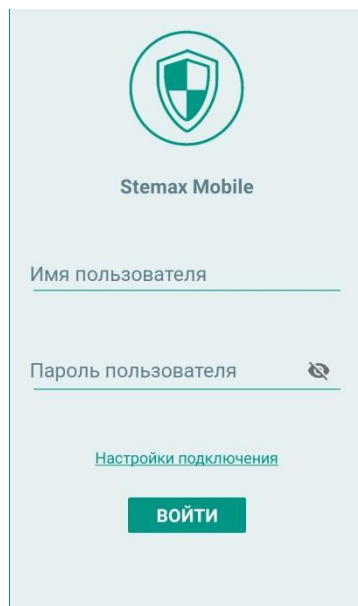 Stemax Mobile
Имя пользователя
Пароль пользователя
Настройки подключения
ВОЙТИ